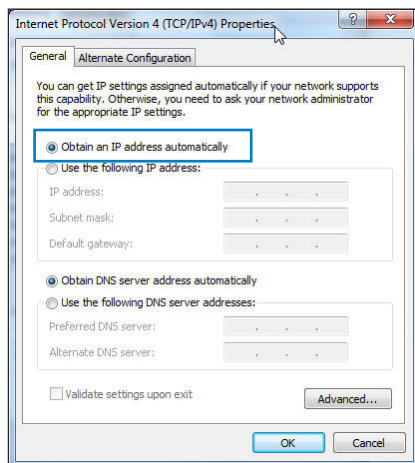 Internet Protocol Version 4 (TCP/IPv4) Properties
General
Alternate Configuration
You can get IP settings assigned automatically if your network supports
this capability. Otherwise, you need to ask your network administrator
for the appropriate IP settings.
Obtain an IP address automatically
Use the following IP address:
IP address:
Subnet mask:
Default gateway:
Obtain DNS server address automatically
Use the following DNS server addresses:
Preferred DNS server:
Alternate DNS server:
Validate settings upon exit
Advanced...
OK
Cancel